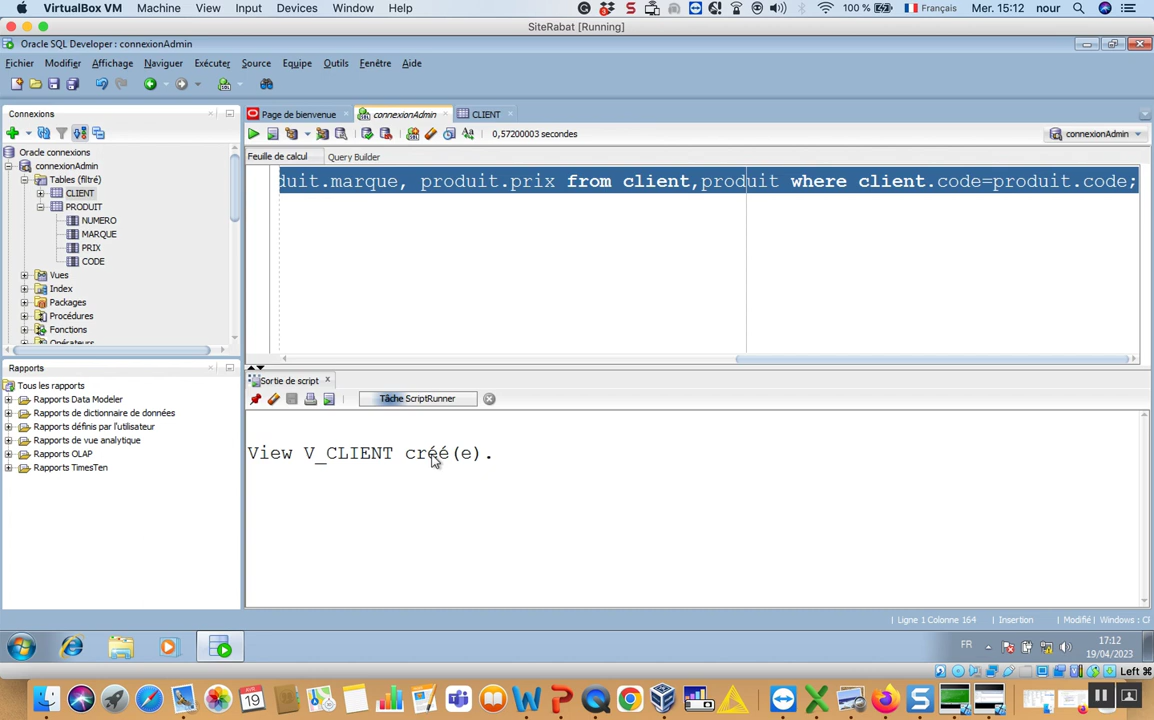 VirtualBox VM Machine View Input Devices Window Help 100 % Français Mer. 15:12 nour
SiteRabat [Running]
Oracle SQL Developer : connexionAdmin
Fichier Modifier Affichage Naviguer Exécuter Source Equipe Outils Fenêtre Aide
Connexions
Page de bienvenue connexionAdmin CLIENT
0,57200003 secondes
connexionAdmin
Feuille de calcul Query Builder
Oracle connexions
connexionAdmin
Tables (filtré)
CLIENT
PRODUIT
NUMERO
MARQUE
PRIX
CODE
Vues
Index
Packages
Procédures
Fonctions
duit.marque, produit.prix from client,produit where client.code=produit.code;
Rapports
Tous les rapports
Rapports Data Modeler
Rapports de dictionnaire de données
Rapports définis par l'utilisateur
Rapports de vue analytique
Rapports OLAP
Rapports TimesTen
Sortie de script
Tâche ScriptRunner
View V_CLIENT créé(e).
Ligne 1 Colonne 164 Insertion Modifié Windows : Cl
FR
17:12
19/04/2023
Left ⌘